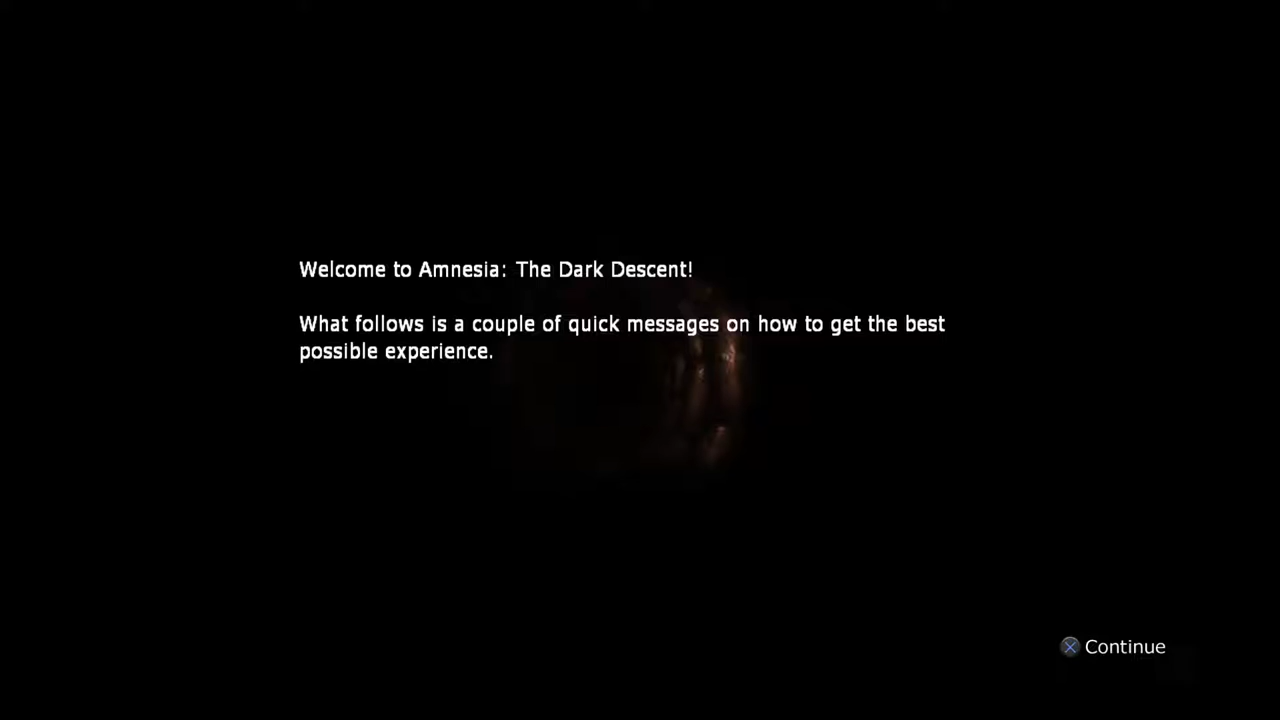 Welcome to Amnesia: The Dark Descent!
What follows is a couple of quick messages on how to get the best
possible experience.
Continue